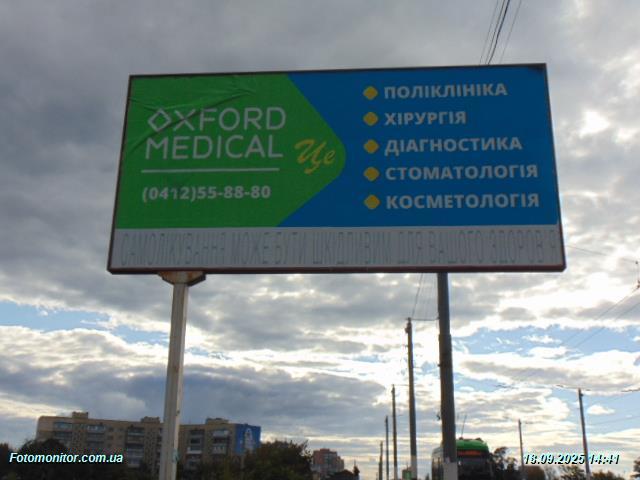 OXFORD
MEDICAL
Це
(0412)55-88-80
ПОЛІКЛІНІКА
ХІРУРГІЯ
ДІАГНОСТИКА
СТОМАТОЛОГІЯ
КОСМЕТОЛОГІЯ
САМОЛІКУВАННЯ МОЖЕ БУТИ ШКІДЛИВИМ ДЛЯ ВАШОГО ЗДОРОВ'Я
Fotomonitor.com.ua
18.09.2025 14:41